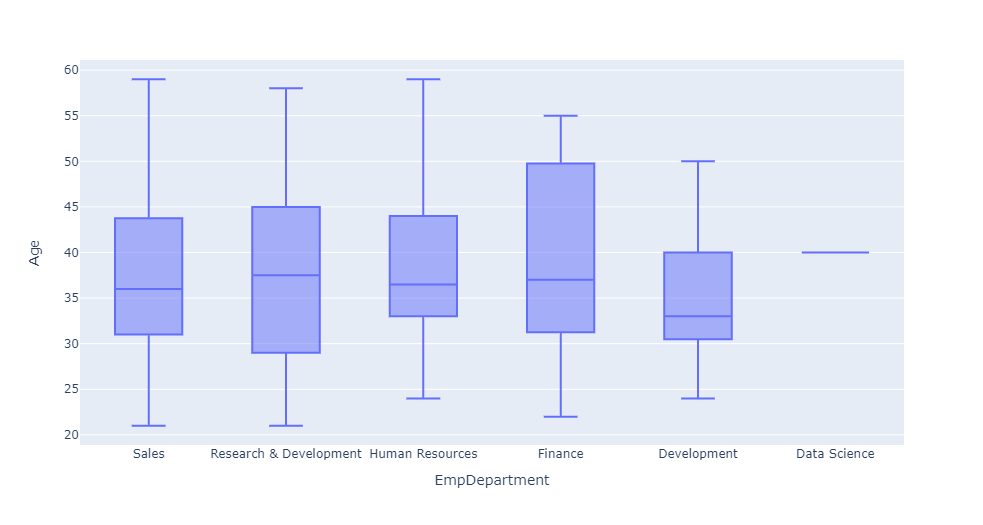 60
55
50
45
40
35
30
25
20
Age
Sales
Research & Development
Human Resources
Finance
Development
Data Science
EmpDepartment